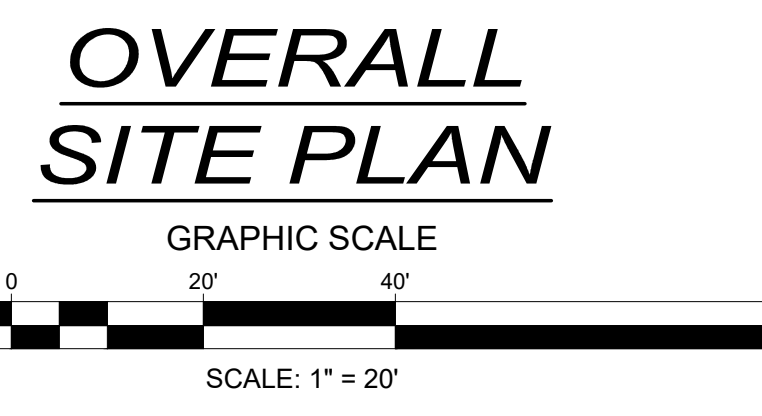 OVERALL
SITE PLAN
GRAPHIC SCALE
0 20' 40'
SCALE: 1" = 20'